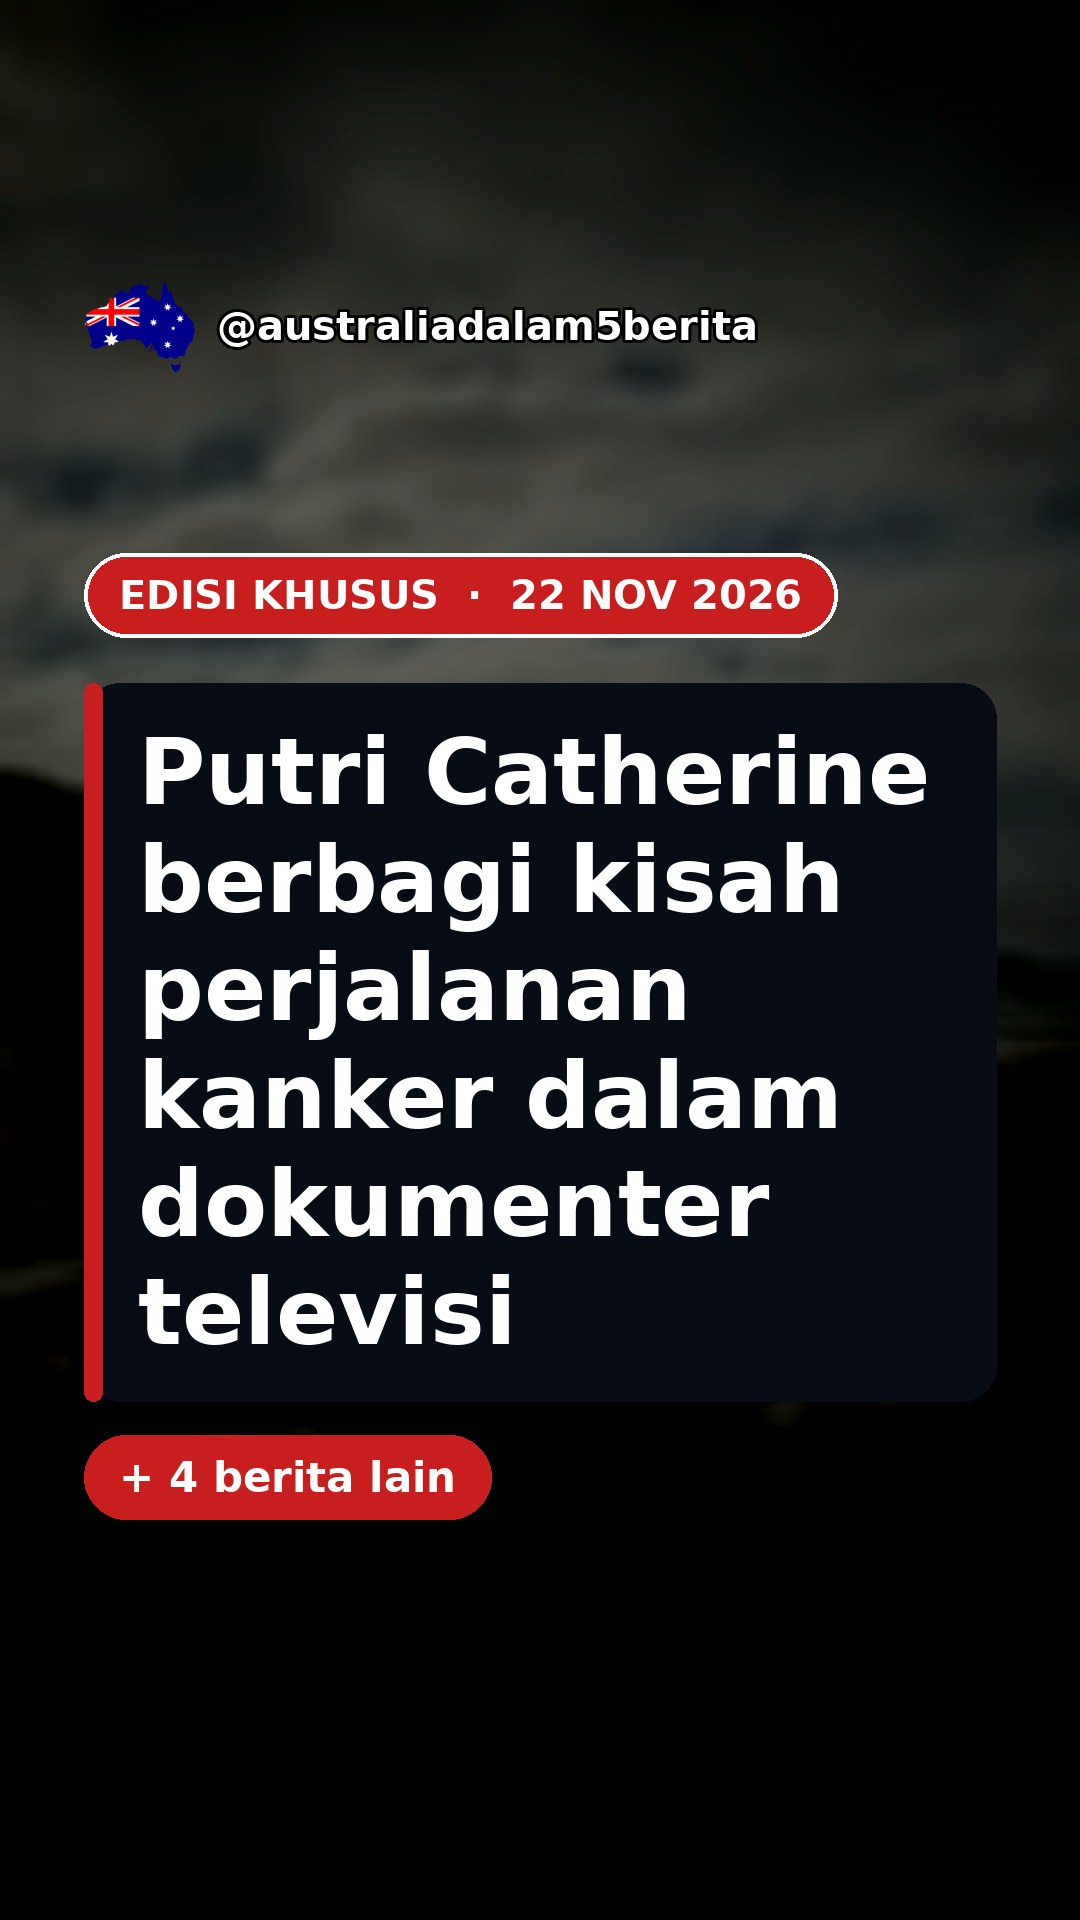 @australiadalam5berita
EDISI KHUSUS · 22 NOV 2026
Putri Catherine
berbagi kisah
perjalanan
kanker dalam
dokumenter
televisi
+ 4 berita lain